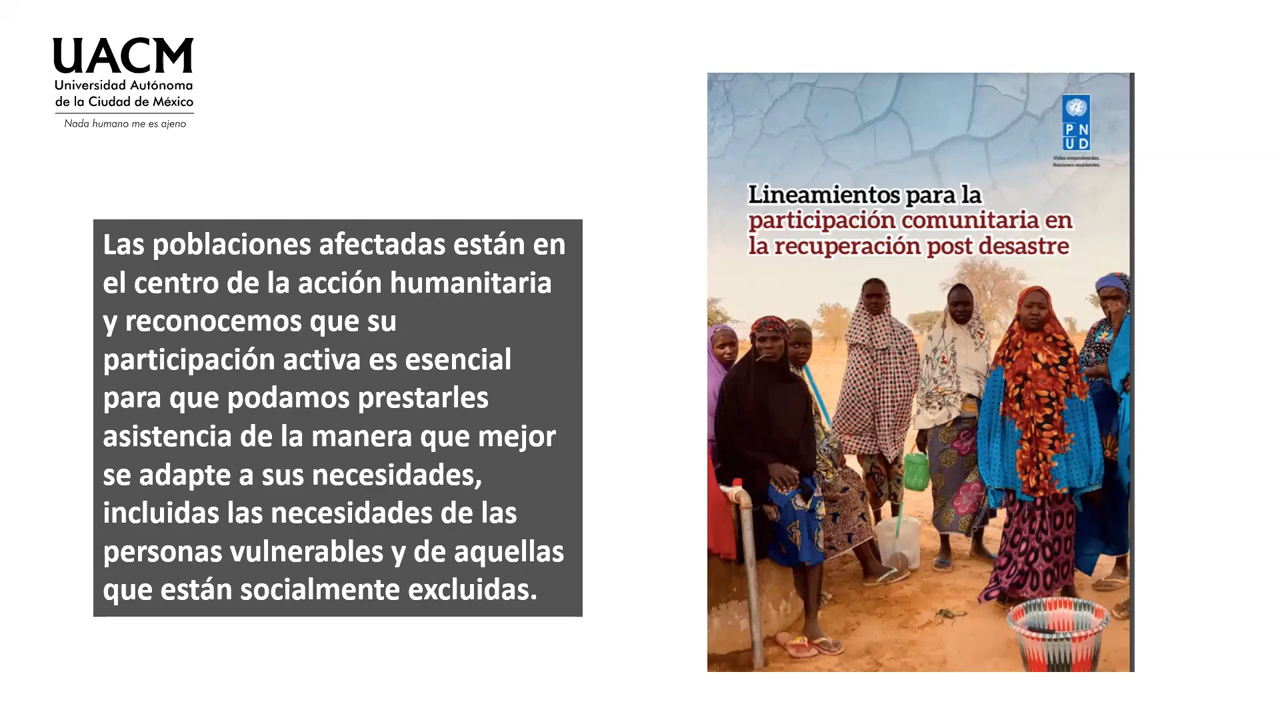 UACM
Universidad Autónoma
de la Ciudad de México
Nada humano me es ajeno
Las poblaciones afectadas están en
el centro de la acción humanitaria
y reconocemos que su
participación activa es esencial
para que podamos prestarles
asistencia de la manera que mejor
se adapte a sus necesidades,
incluidas las necesidades de las
personas vulnerables y de aquellas
que están socialmente excluidas.
P N
U D
Lineamientos para la
participación comunitaria en
la recuperación post desastre